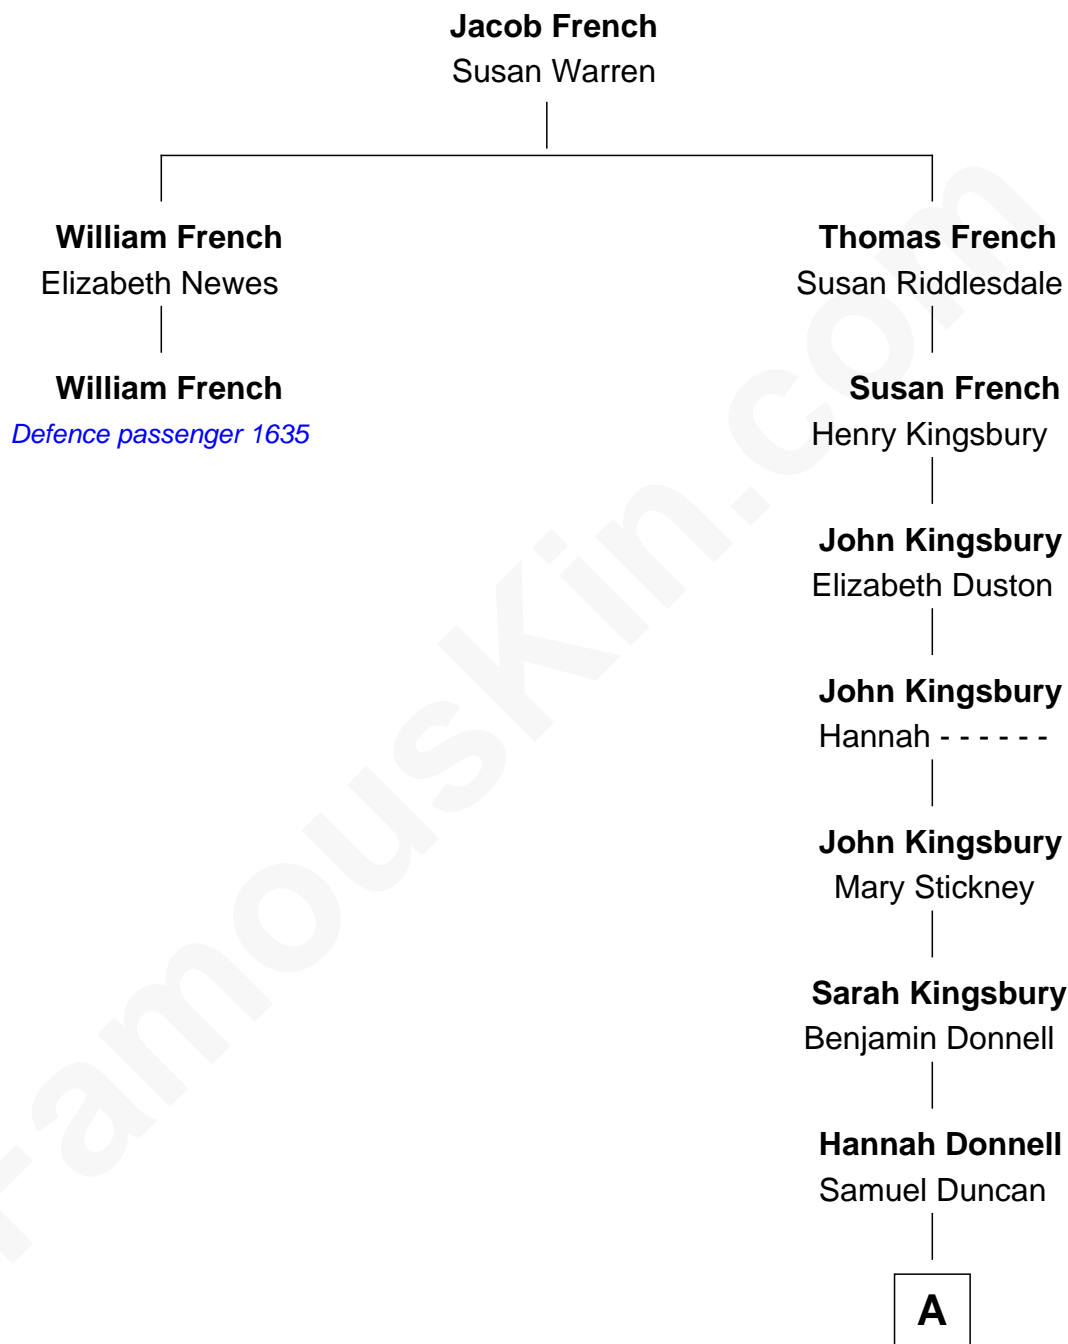 Jacob French
Susan Warren
William French
Elizabeth Newes
William French
Defence passenger 1635
Thomas French
Susan Riddlesdale
Susan French
Henry Kingsbury
John Kingsbury
Elizabeth Duston
John Kingsbury
Hannah - - - - - -
John Kingsbury
Mary Stickney
Sarah Kingsbury
Benjamin Donnell
Hannah Donnell
Samuel Duncan
A
FamousKin.com